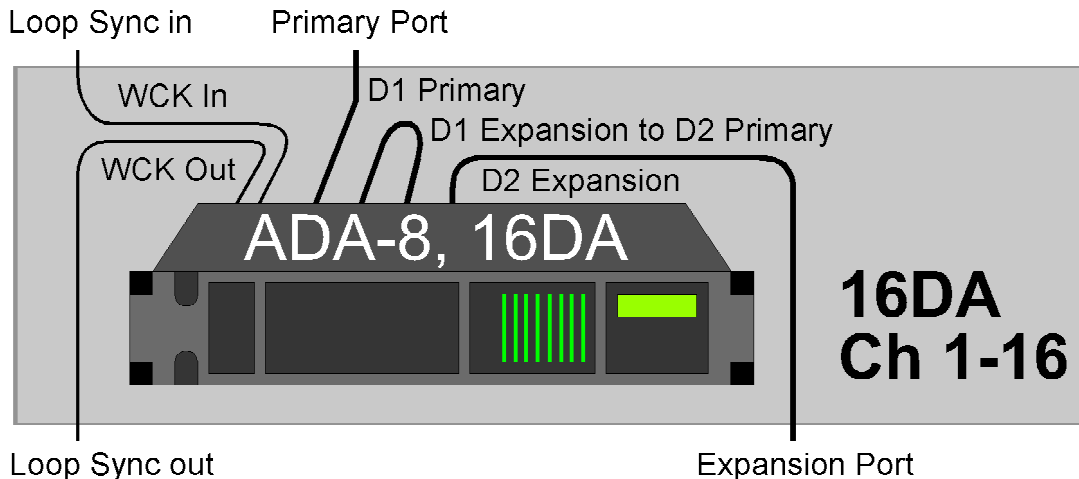 Loop Sync in
Primary Port
WCK In
D1 Primary
D1 Expansion to D2 Primary
WCK Out
D2 Expansion
ADA-8, 16DA
16DA
Ch 1-16
Loop Sync out
Expansion Port